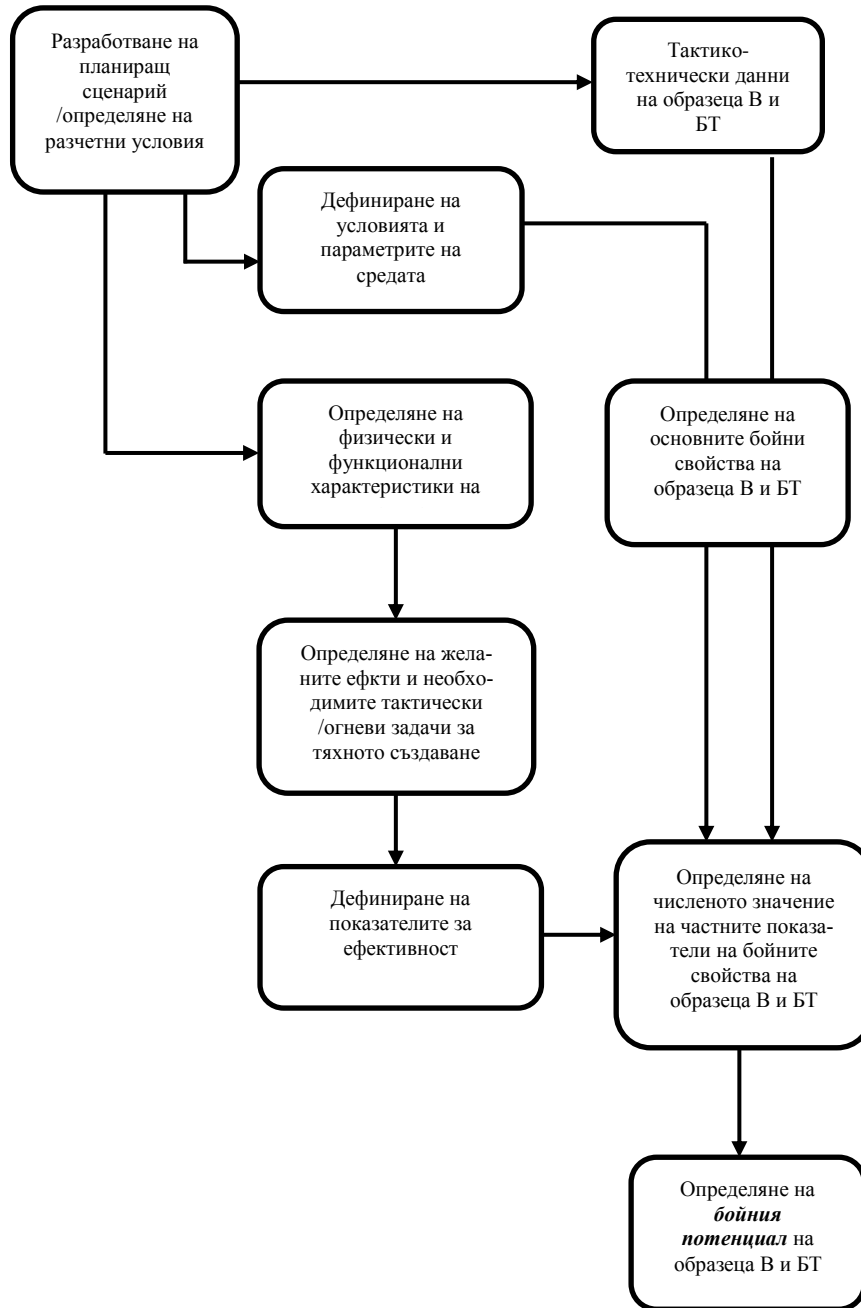 Разработване на
планиращ
сценарий
/определяне на
разчетни условия
Тактико-
технически данни
на образеца В и
БТ
Дефиниране на
условията и
параметрите на
средата
Определяне на
физически и
функционални
характеристики на
Определяне на
основните бойни
свойства на
образеца В и БТ
Определяне на жела-
ните ефкти и необхо-
димите тактически
/огневи задачи за
тяхното създаване
Дефиниране на
показателите за
ефективност
Определяне на
численото значение
на частните показа-
тели на бойните
свойства на
образеца В и БТ
Определяне на
бойния
потенциал на
образеца В и БТ